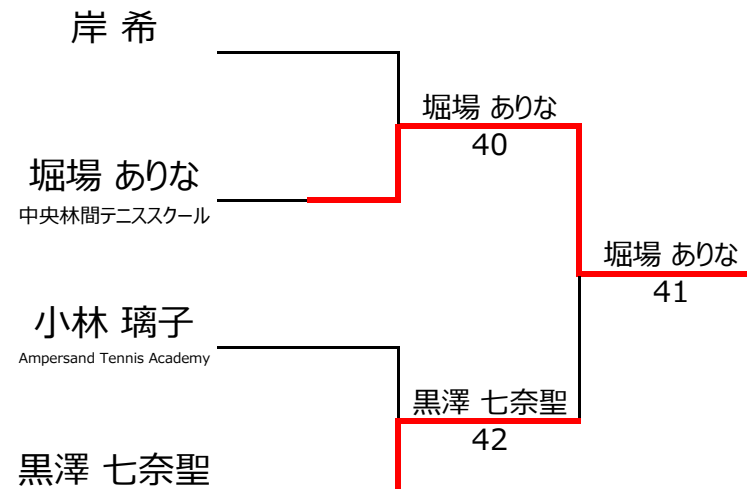 岸 希
堀場 ありな
40
堀場 ありな
中央林間テニススクール
堀場 ありな
41
小林 璃子
Ampersand Tennis Academy
黒澤 七奈聖
42
黒澤 七奈聖